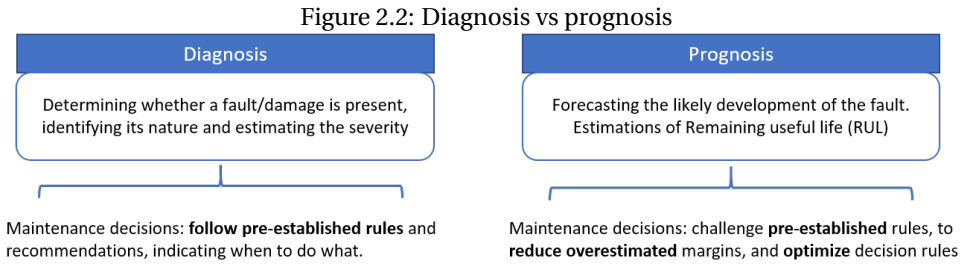 Figure 2.2: Diagnosis vs prognosis
Diagnosis
Determining whether a fault/damage is present,
identifying its nature and estimating the severity
Maintenance decisions: follow pre-established rules and
recommendations, indicating when to do what.
Prognosis
Forecasting the likely development of the fault.
Estimations of Remaining useful life (RUL)
Maintenance decisions: challenge pre-established rules, to
reduce overestimated margins, and optimize decision rules